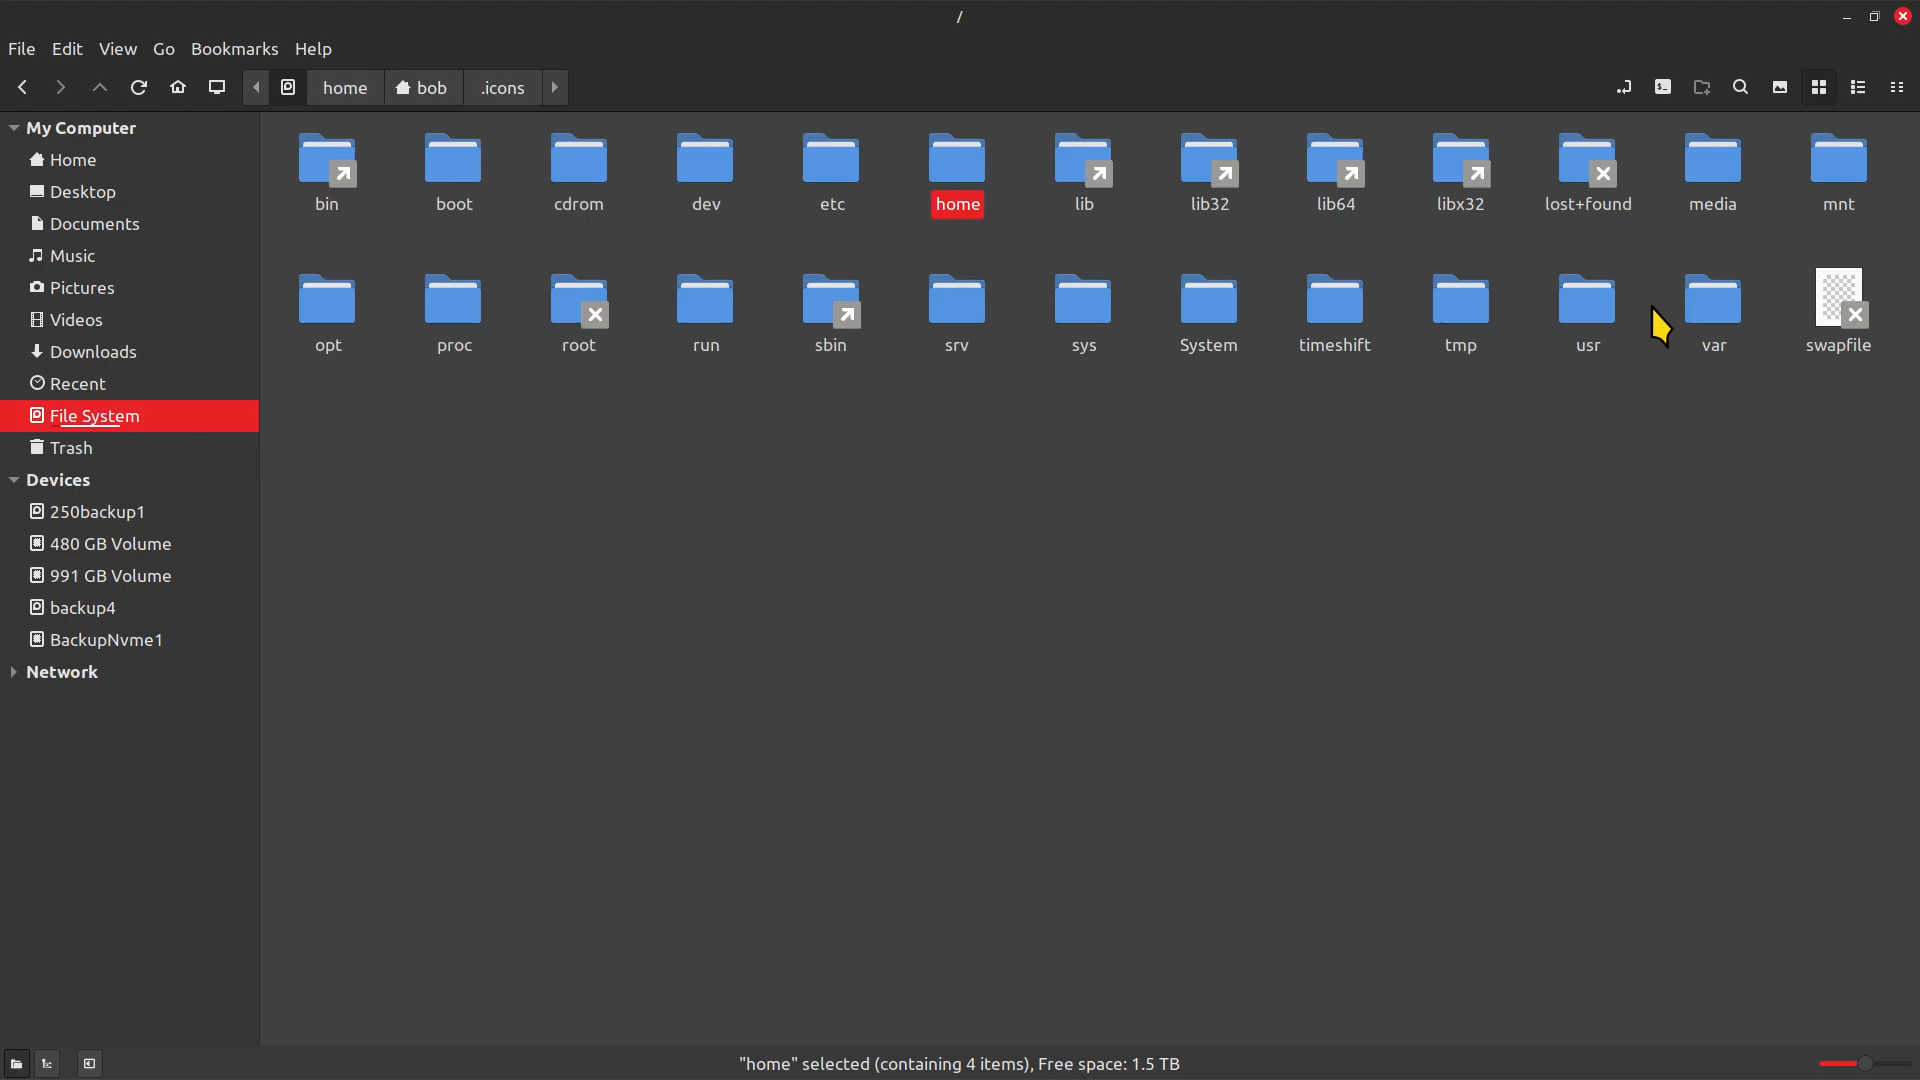 /
File Edit View Go Bookmarks Help
home bob .icons
My Computer
Home
Desktop
Documents
Music
Pictures
Videos
Downloads
Recent
File System
Trash
Devices
250backup1
480 GB Volume
991 GB Volume
backup4
BackupNvme1
Network
bin boot cdrom dev etc home lib lib32 lib64 libx32 lost+found media mnt
opt proc root run sbin srv sys System timeshift tmp usr var swapfile
"home" selected (containing 4 items), Free space: 1.5 TB